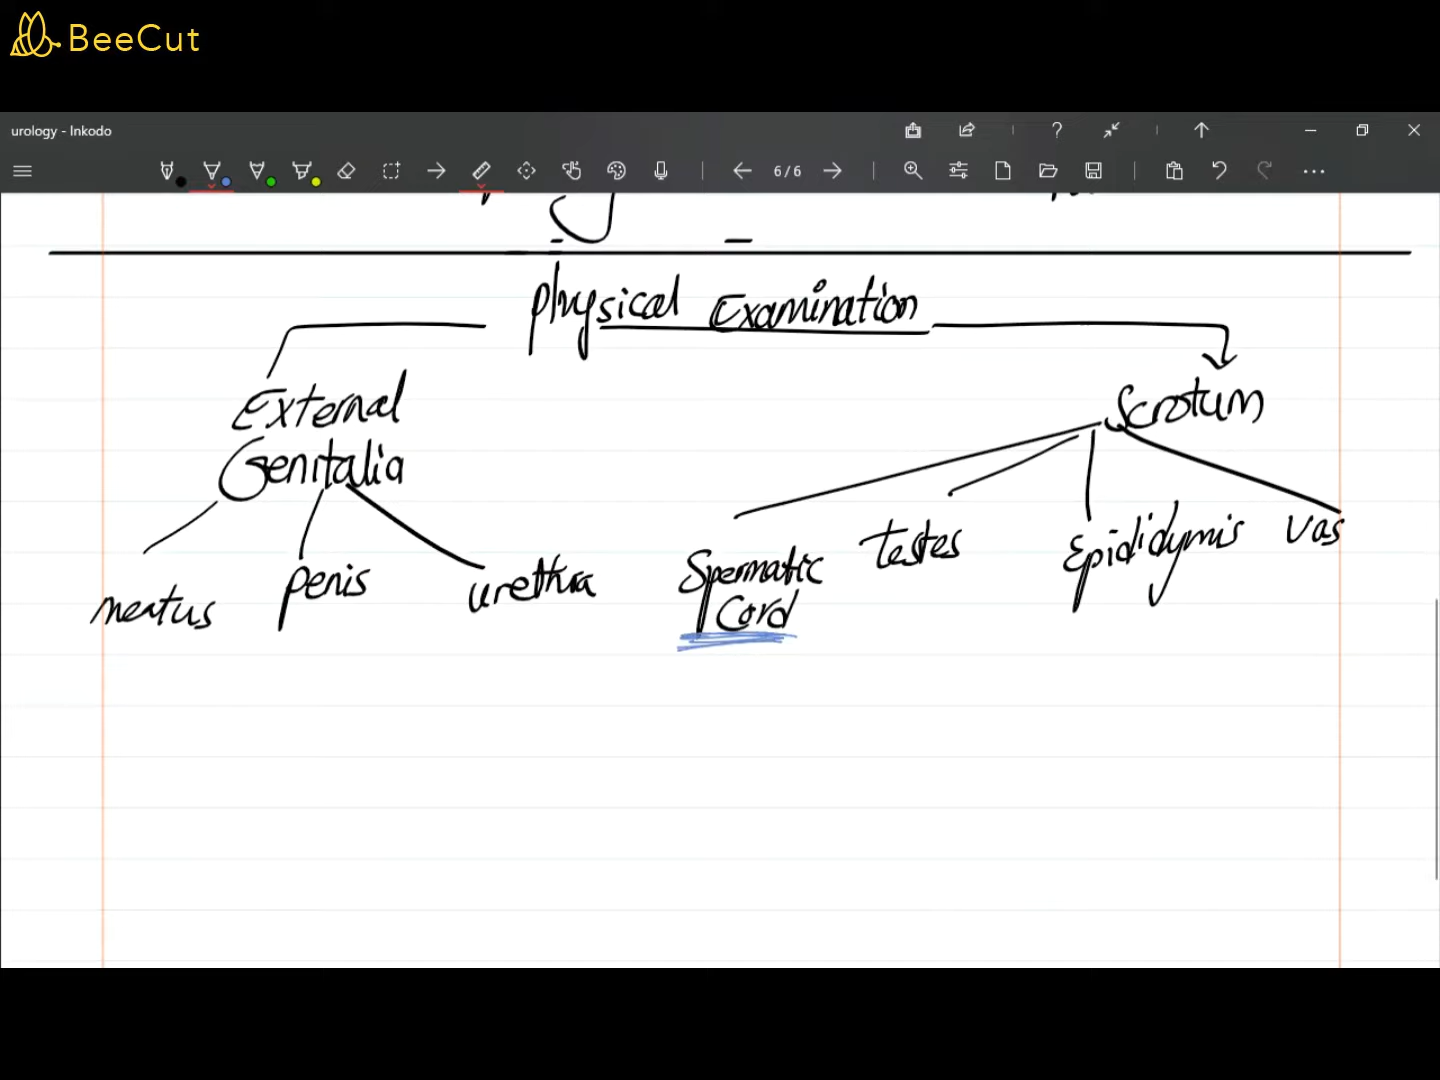 BeeCut
urology - Inkodo
6/6
Physical Examination
External
Genitalia
Scrotum
meatus
Penis
urethra
Spermatic
Cord
testes
Epididymis
Vas